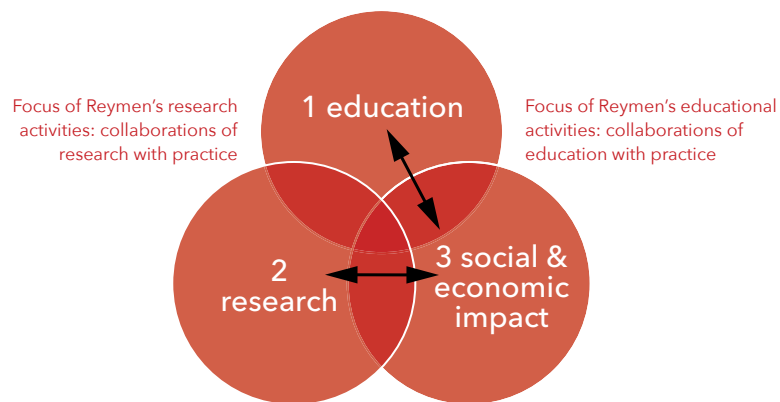 1 education
Focus of Reymen’s research
activities: collaborations of
research with practice
Focus of Reymen’s educational
activities: collaborations of
education with practice
2
research
3 social &
economic
impact